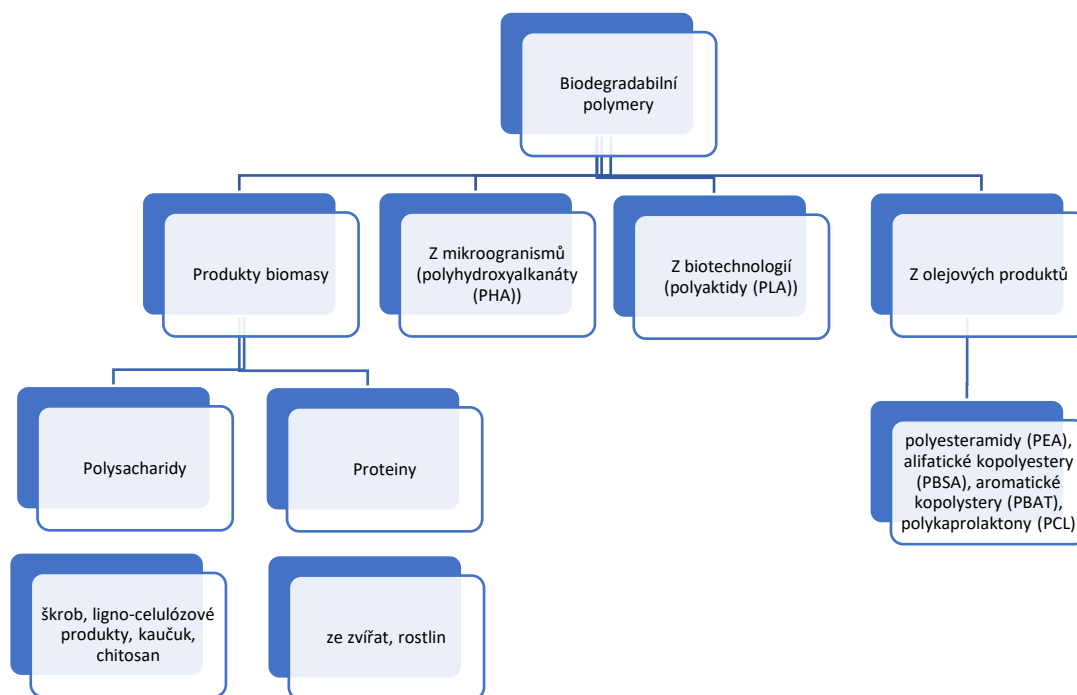 Biodegradabilní
polymery
Produkty biomasy
Z mikroogranismů
(polyhydroxyalkanáty
(PHA))
Z biotechnologií
(polyaktidy (PLA))
Z olejových produktů
Polysacharidy
Proteiny
polyesteramidy (PEA),
alifatické kopolyestery
(PBSA), aromatické
kopolystery (PBAT),
polykaprolaktony (PCL)
škrob, ligno-celulózové
produkty, kaučuk,
chitosan
ze zvířat, rostlin